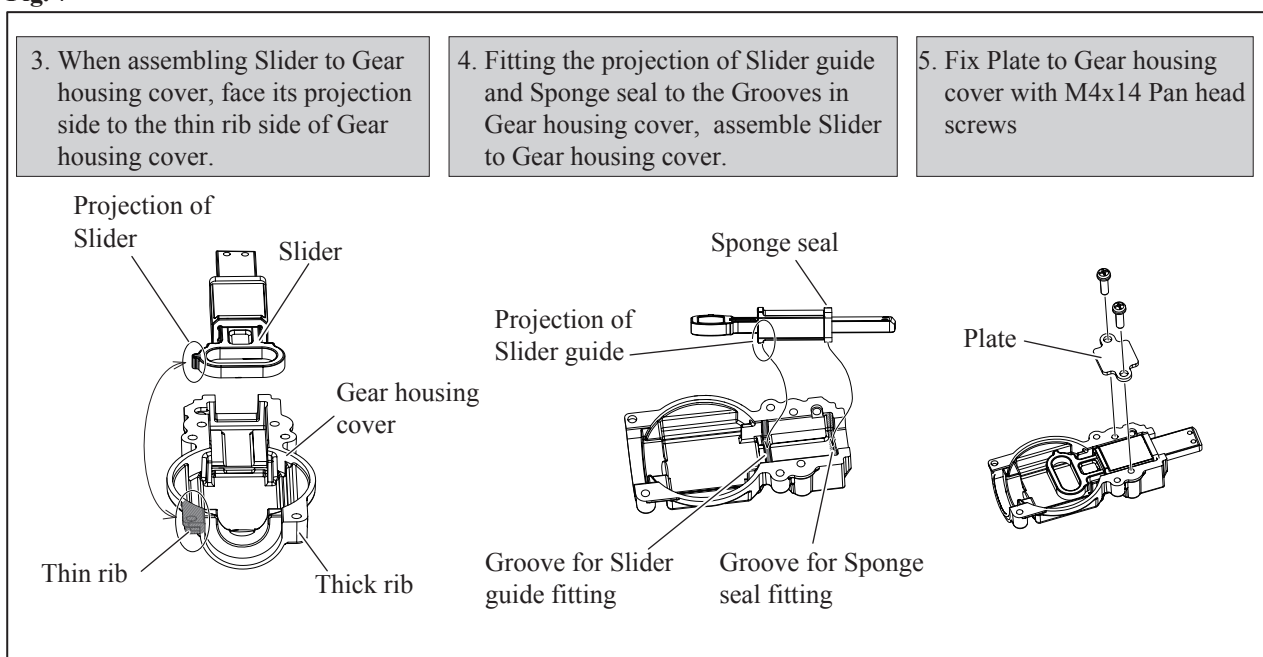 3. When assembling Slider to Gear
housing cover, face its projection
side to the thin rib side of Gear
housing cover.
4. Fitting the projection of Slider guide
and Sponge seal to the Grooves in
Gear housing cover, assemble Slider
to Gear housing cover.
5. Fix Plate to Gear housing
cover with M4x14 Pan head
screws
Projection of
Slider
Slider
Gear housing
cover
Thin rib
Thick rib
Sponge seal
Projection of
Slider guide
Groove for Slider
guide fitting
Groove for Sponge
seal fitting
Plate